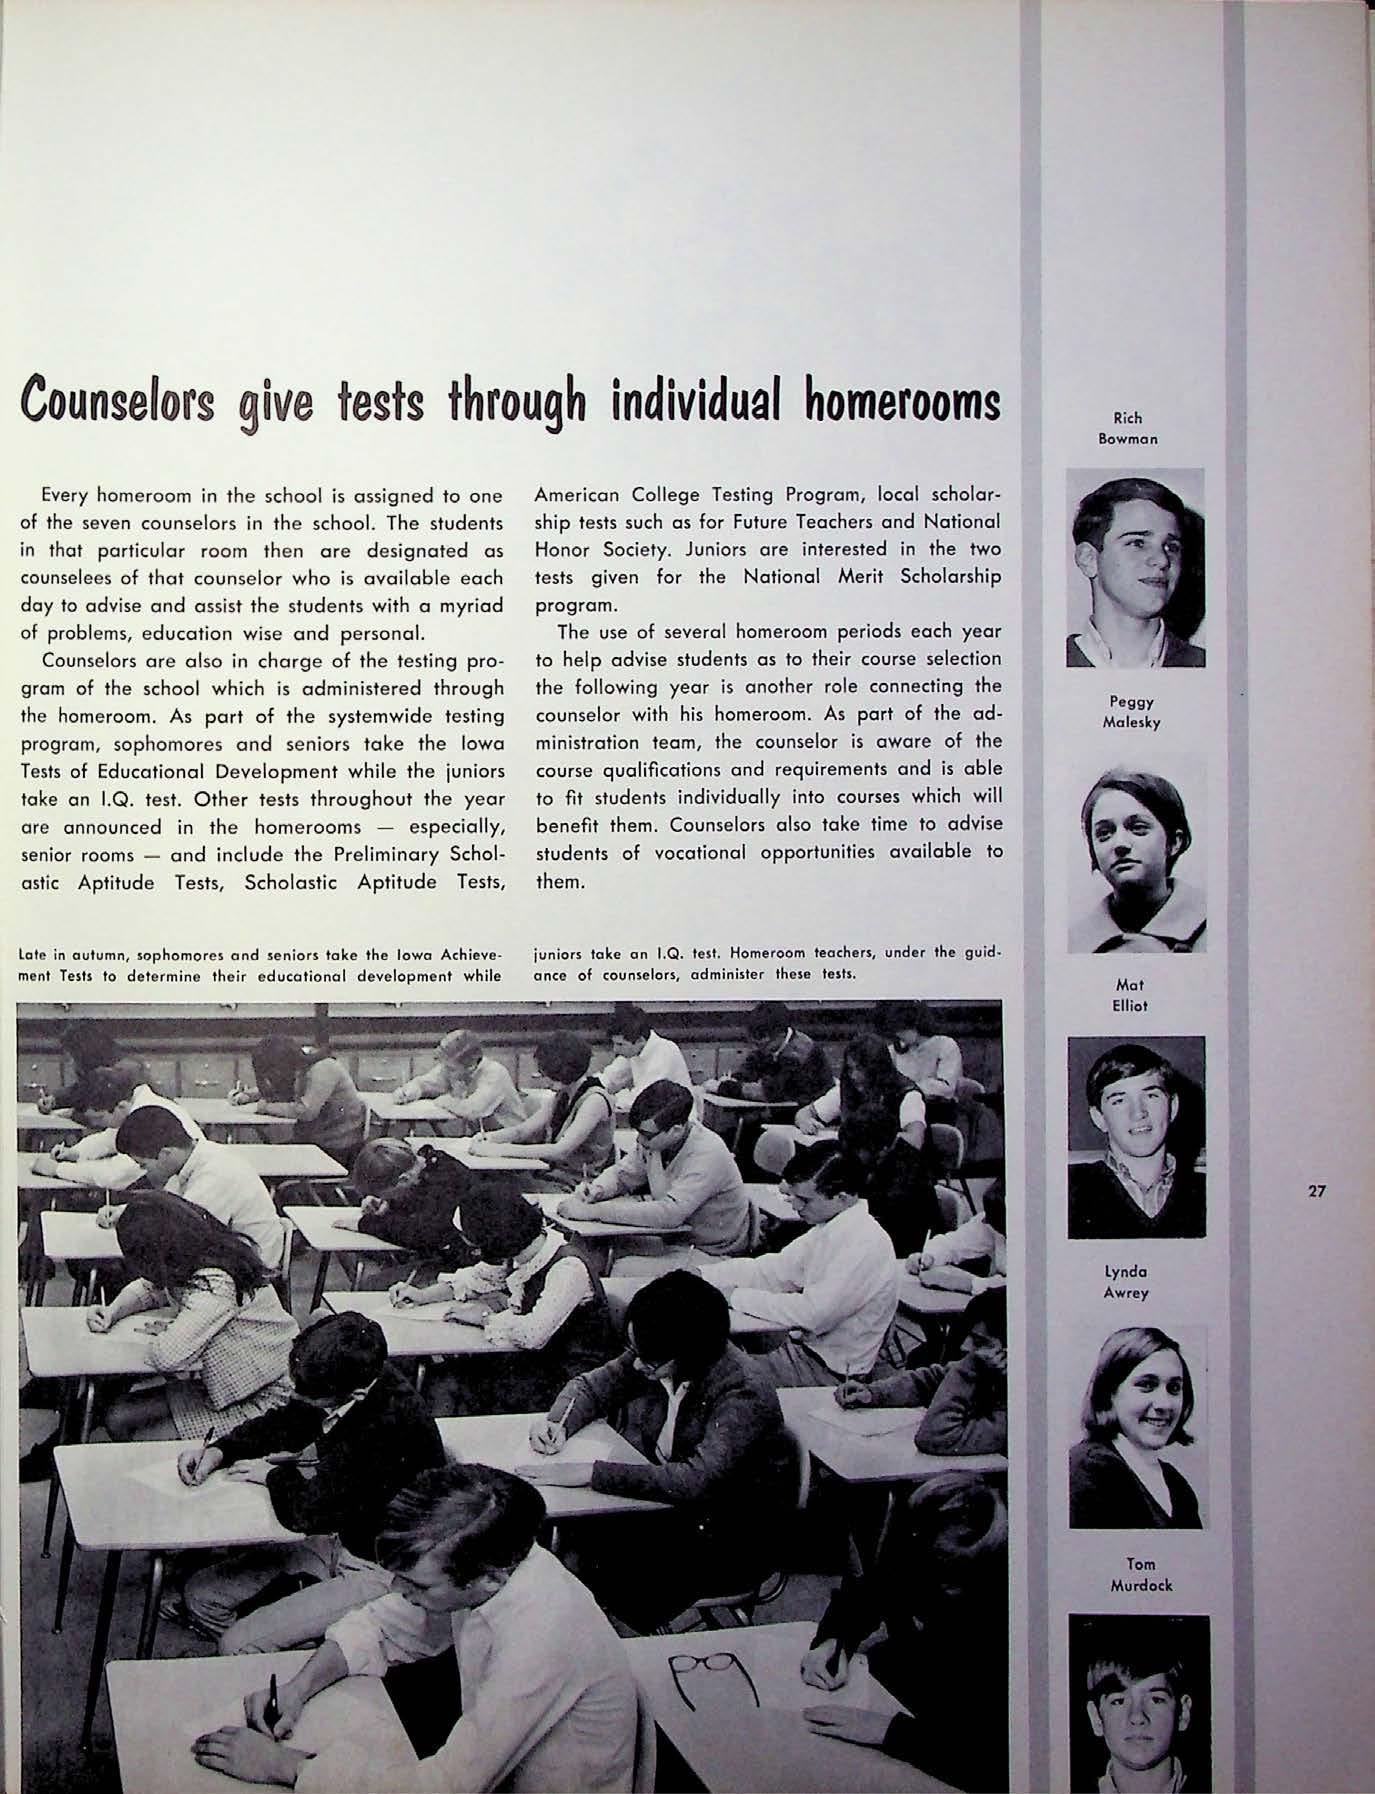 Counselors give tests through individual homerooms
Every homeroom in the school is assigned to one
of the seven counselors in the school. The students
in that particular room then are designated as
counselees of that counselor who is available each
day to advise and assist the students with a myriad
of problems, education wise and personal.
Counselors are also in charge of the testing pro-
gram of the school which is administered through
the homeroom. As part of the systemwide testing
program, sophomores and seniors take the Iowa
Tests of Educational Development while the juniors
take an I.Q. test. Other tests throughout the year
are announced in the homerooms — especially,
senior rooms — and include the Preliminary Schol-
astic Aptitude Tests, Scholastic Aptitude Tests,
American College Testing Program, local scholar-
ship tests such as for Future Teachers and National
Honor Society. Juniors are interested in the two
tests given for the National Merit Scholarship
program.
The use of several homeroom periods each year
to help advise students as to their course selection
the following year is another role connecting the
counselor with his homeroom. As part of the ad-
ministration team, the counselor is aware of the
course qualifications and requirements and is able
to fit students individually into courses which will
benefit them. Counselors also take time to advise
students of vocational opportunities available to
them.
Late in autumn, sophomores and seniors take the Iowa Achieve-
ment Tests to determine their educational development while
juniors take an I.Q. test. Homeroom teachers, under the guid-
ance of counselors, administer these tests.
Rich
Bowman
Peggy
Malesky
Mat
Elliot
Lynda
Awrey
Tom
Murdock
27